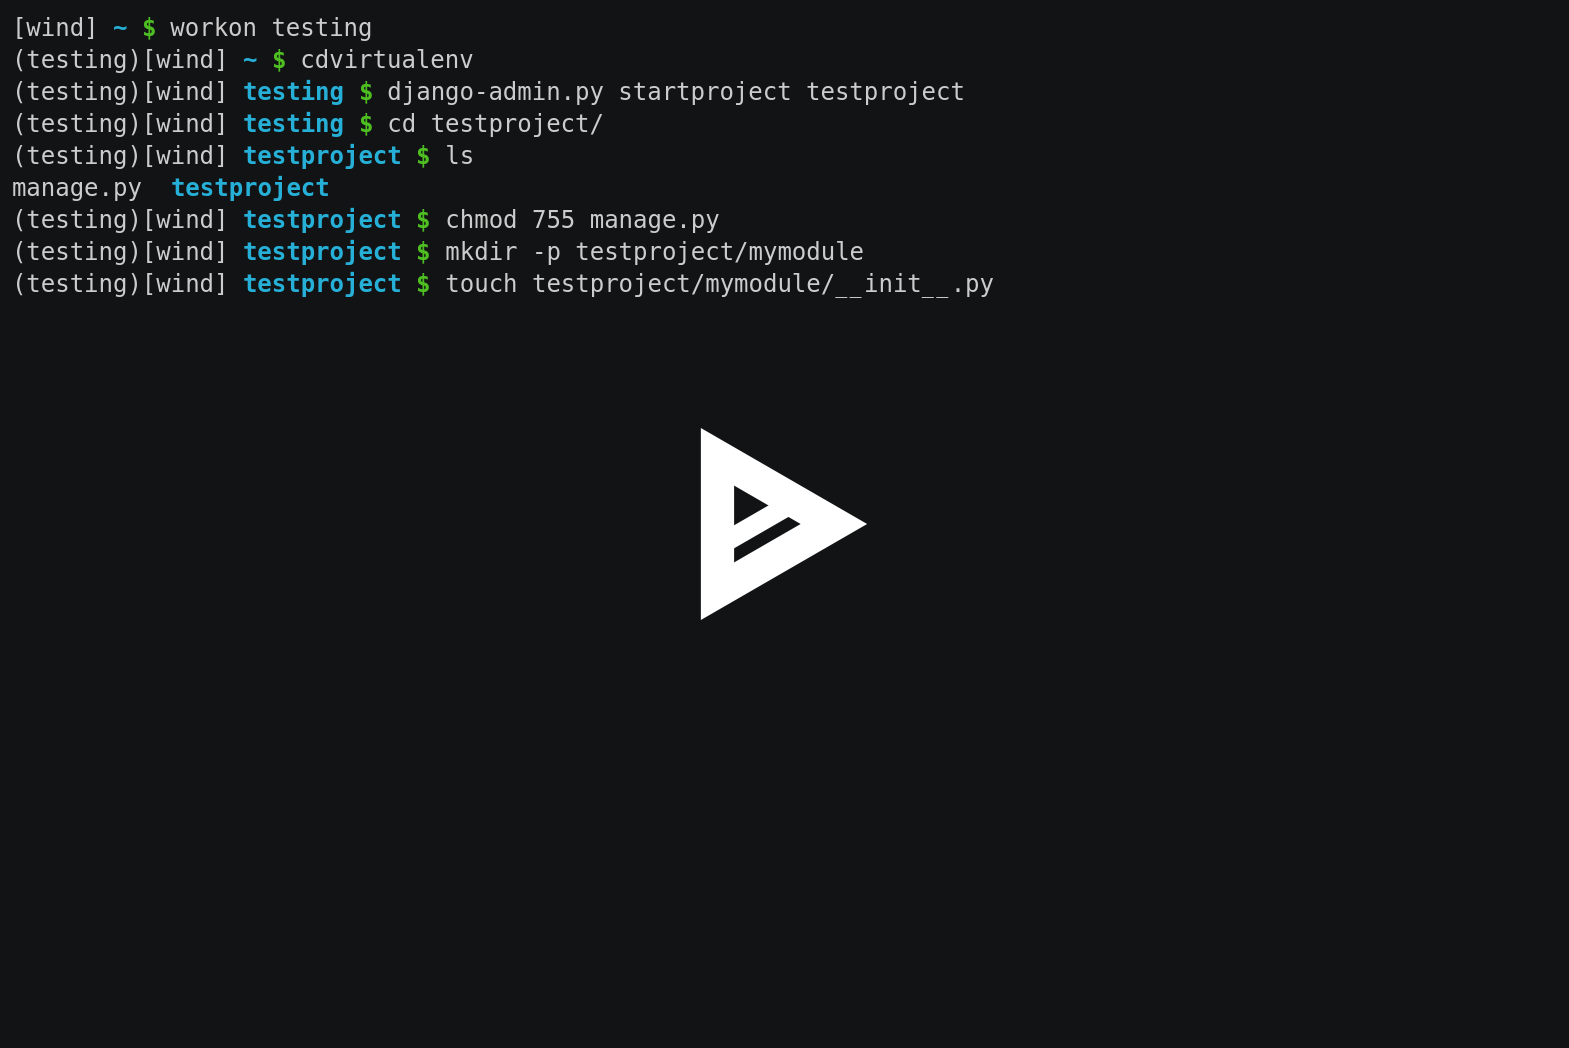 [wind] ~ $ workon testing
(testing)[wind] ~ $ cdvirtualenv
(testing)[wind] testing $ django-admin.py startproject testproject
(testing)[wind] testing $ cd testproject/
(testing)[wind] testproject $ ls
manage.py  testproject
(testing)[wind] testproject $ chmod 755 manage.py
(testing)[wind] testproject $ mkdir -p testproject/mymodule
(testing)[wind] testproject $ touch testproject/mymodule/__init__.py